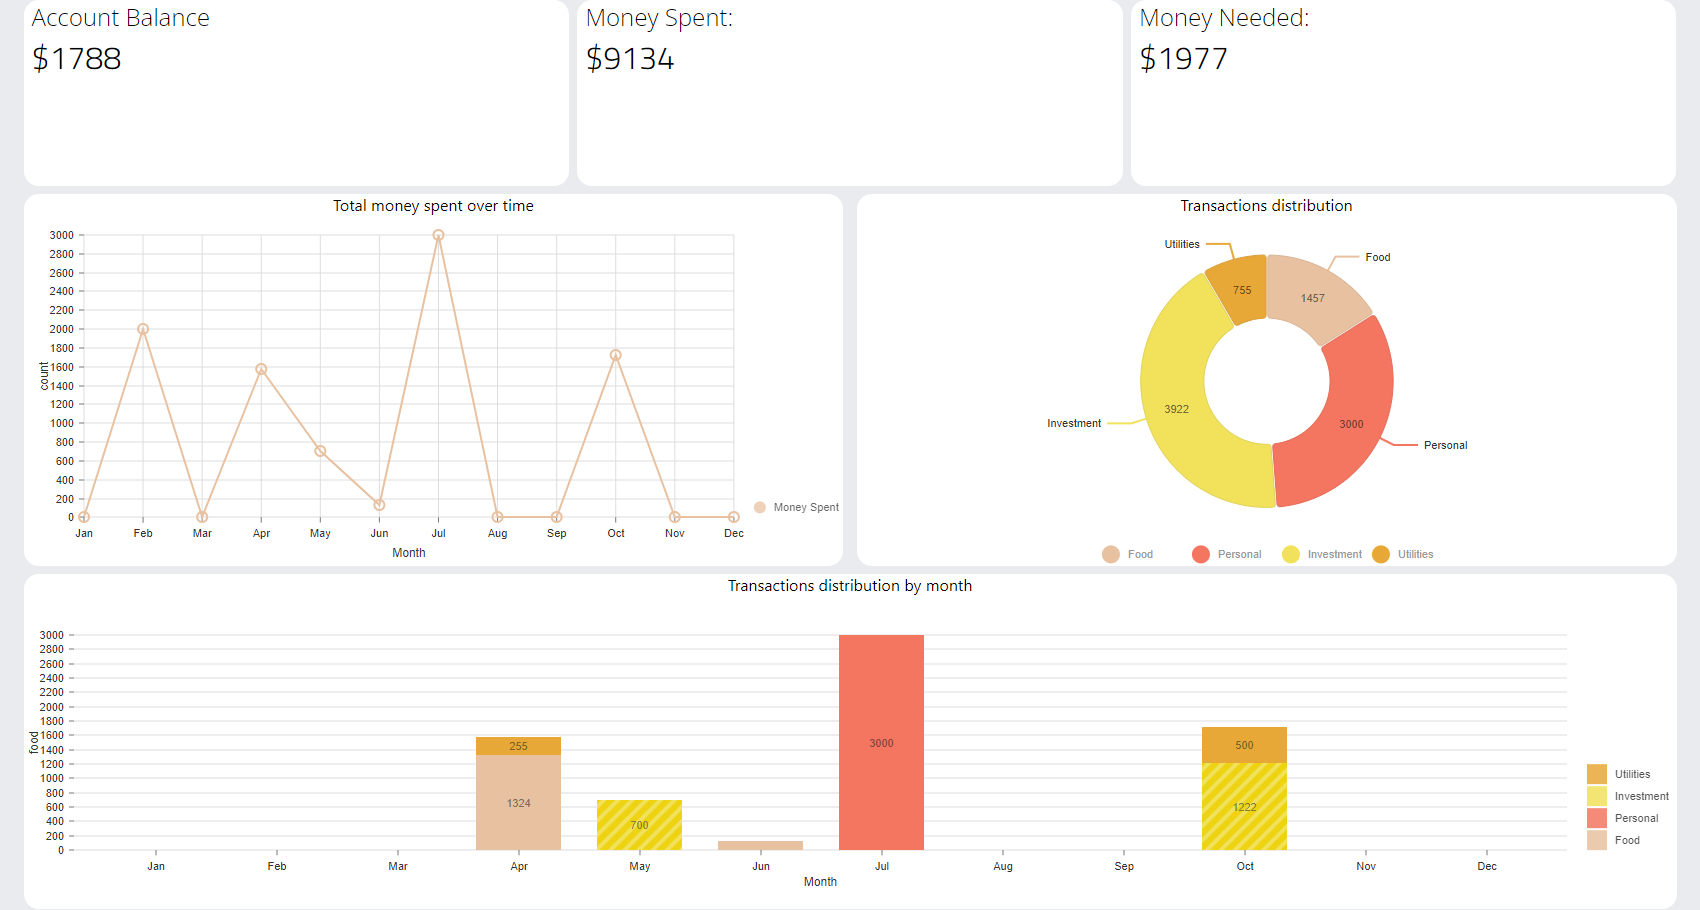 Account Balance
$1788
Money Spent:
$9134
Money Needed:
$1977
Total money spent over time
3000
2800
2600
2400
2200
2000
1800
1600
1400
1200
1000
800
600
400
200
0
count
Jan Feb Mar Apr May Jun Jul Aug Sep Oct Nov Dec
Month
Money Spent
Transactions distribution
Utilities
Food
755
1457
Investment
3922
3000
Personal
Food Personal Investment Utilities
Transactions distribution by month
3000
2800
2600
2400
2200
2000
1800
1600
1400
1200
1000
800
600
400
200
0
food
255
1324
700
3000
500
1222
Jan Feb Mar Apr May Jun Jul Aug Sep Oct Nov Dec
Month
Utilities
Investment
Personal
Food